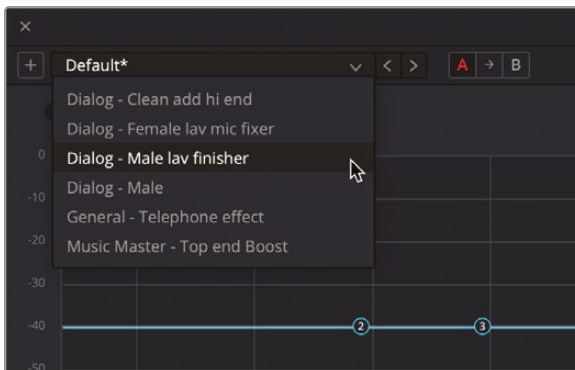 ×
+ Default* < > A → B
Dialog - Clean add hi end
Dialog - Female lav mic fixer
Dialog - Male lav finisher
Dialog - Male
General - Telephone effect
Music Master - Top end Boost
0
-10
-20
-30
-40 2 3
-50